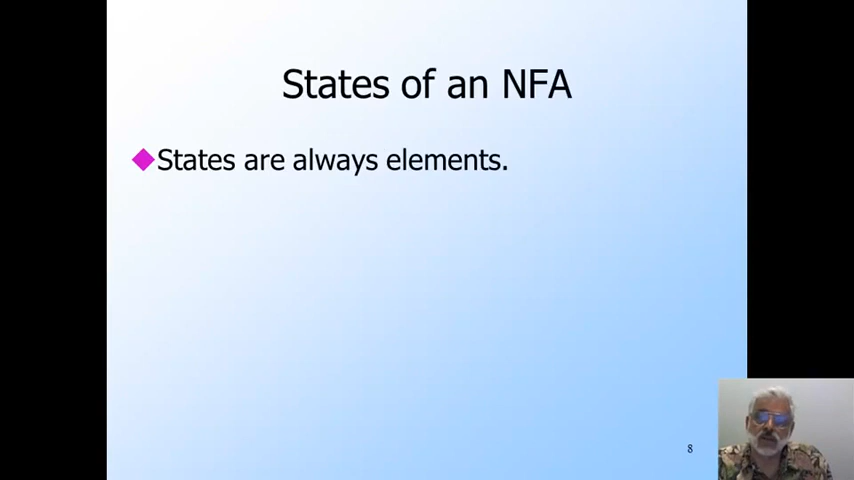 States of an NFA
States are always elements.
8